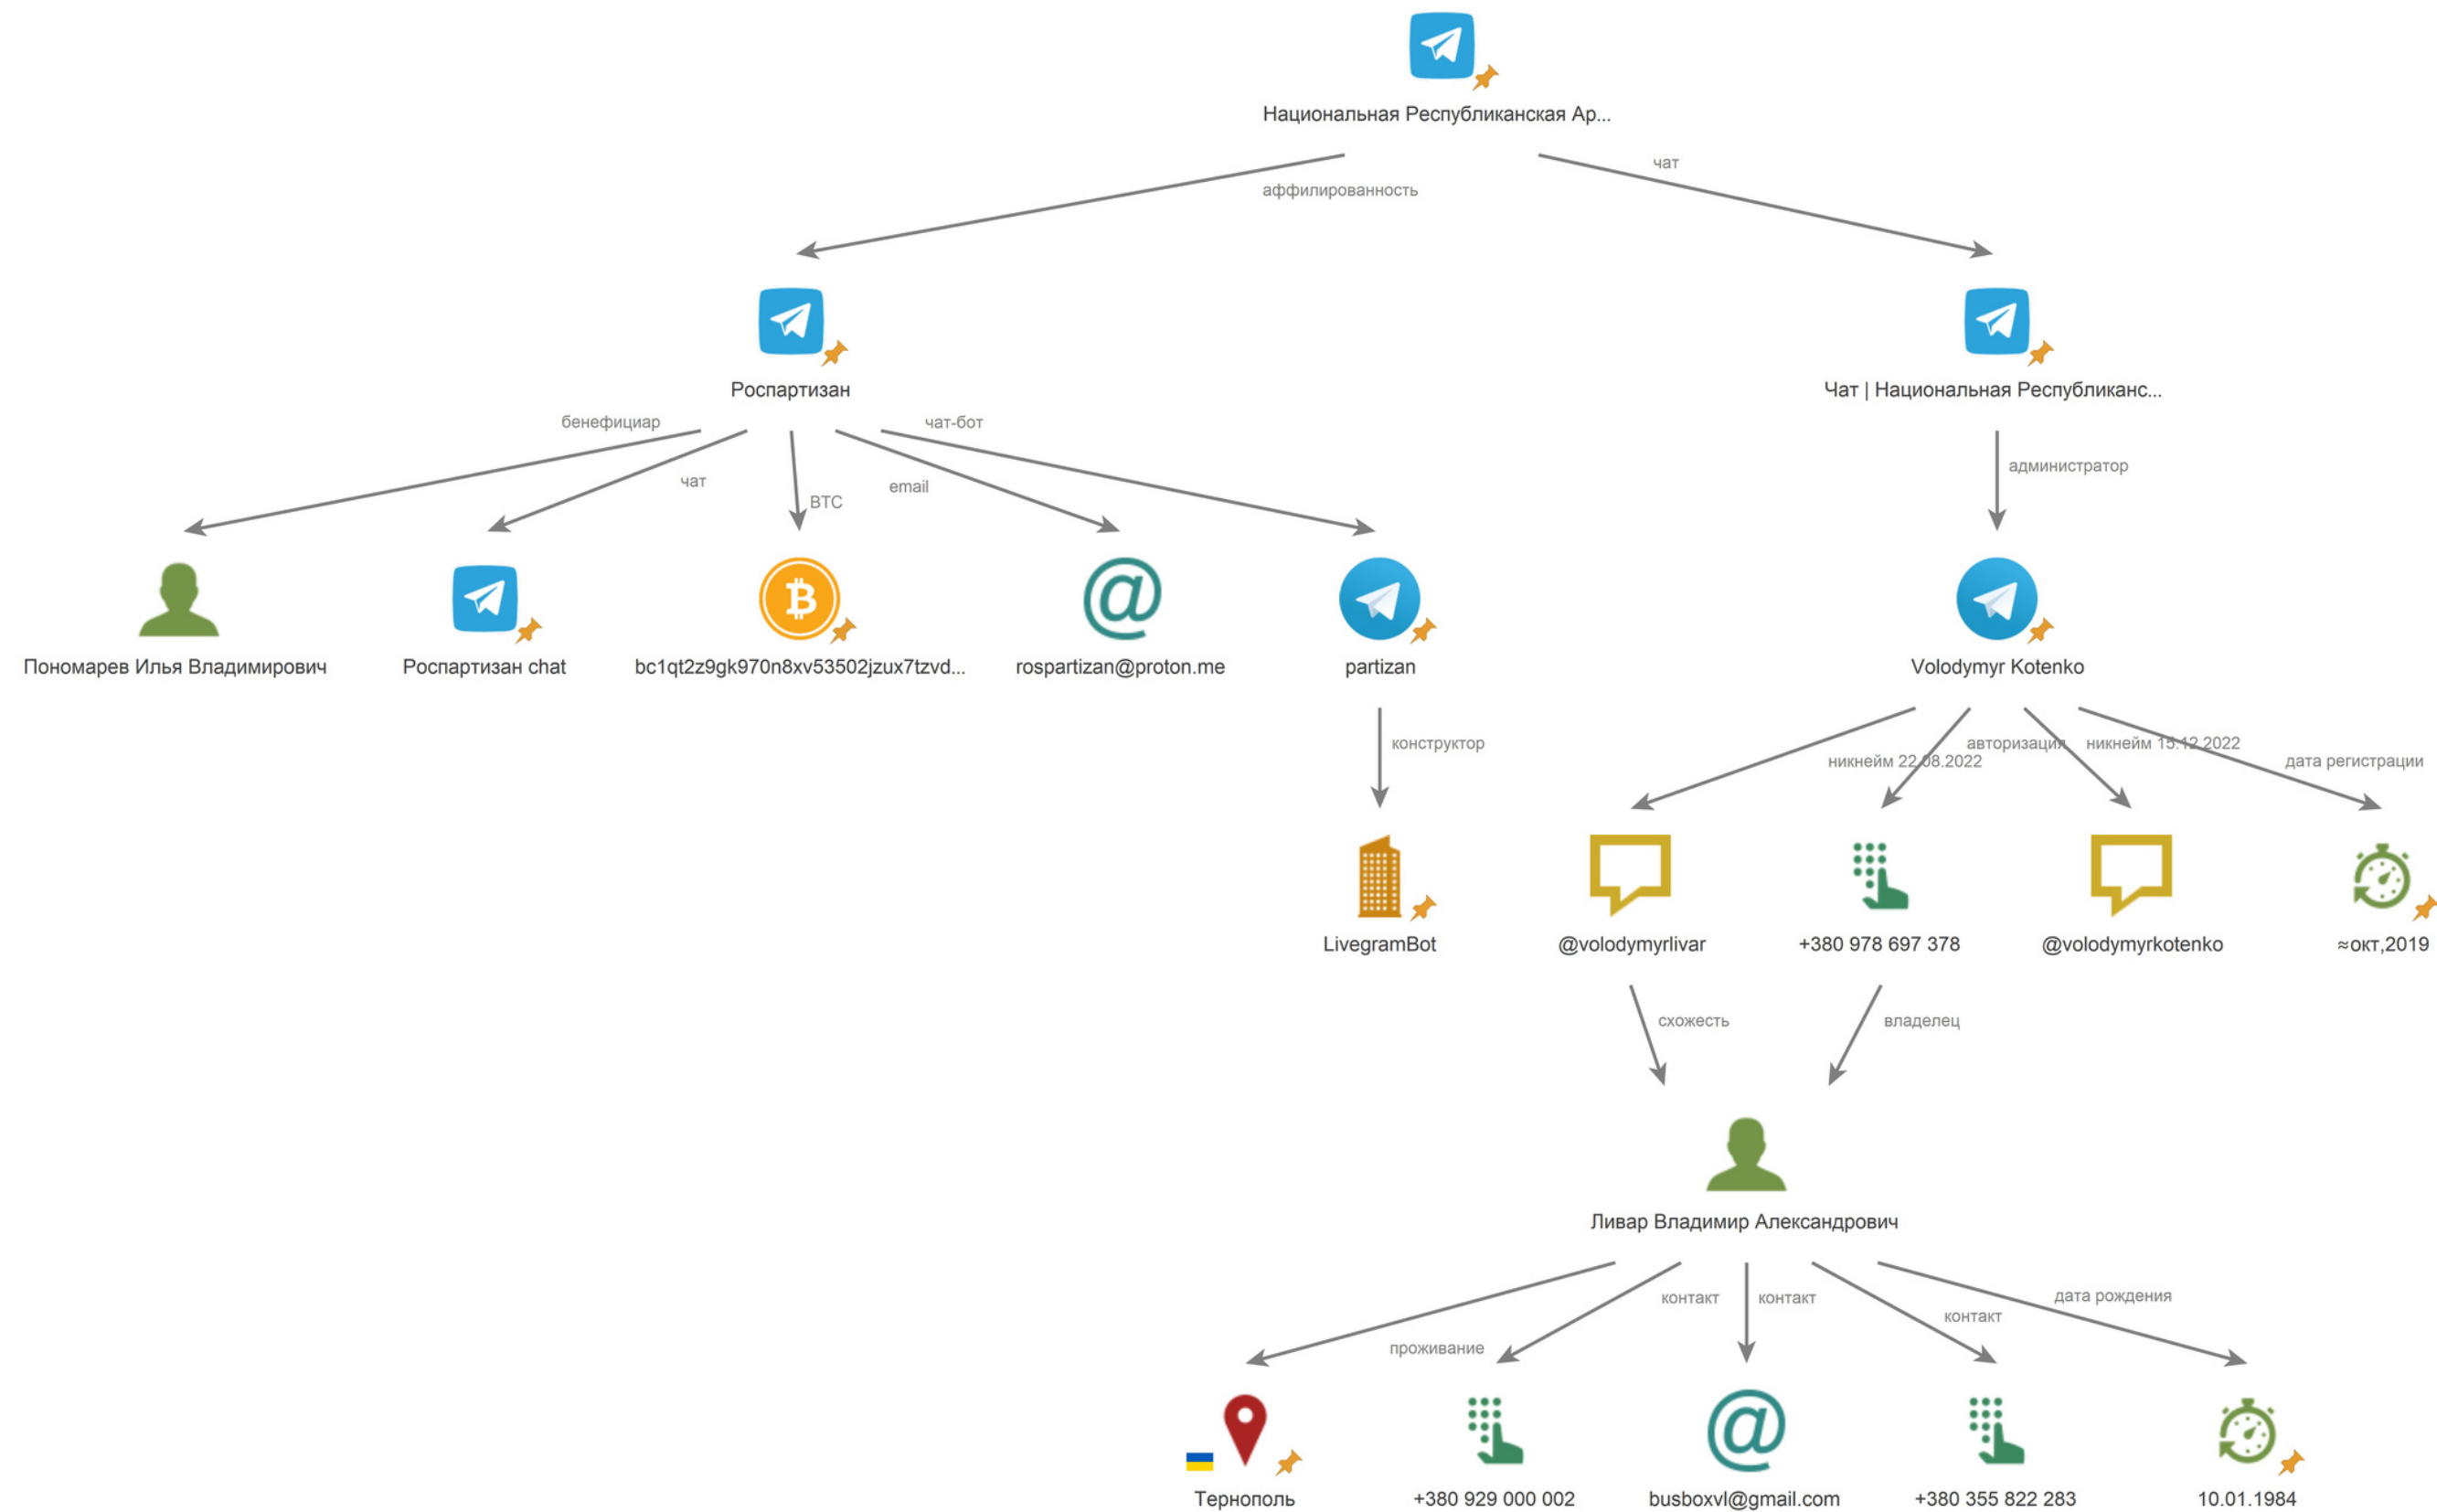 Национальная Республиканская Ар...
аффилированность
чат
Роспартизан
Чат | Национальная Республиканс...
бенефициар
чат
BTC
email
чат-бот
администратор
Пономарев Илья Владимирович
Роспартизан chat
bc1qt2z9gk970n8xv53502jzux7tzvd...
rospartizan@proton.me
partizan
Volodymyr Kotenko
конструктор
никнейм 22.08.2022
авторизация
никнейм 15.12.2022
дата регистрации
LivegramBot
@volodymyrlivar
+380 978 697 378
@volodymyrkotenko
≈окт,2019
схожесть
владелец
Ливар Владимир Александрович
проживание
контакт
контакт
контакт
дата рождения
Тернополь
+380 929 000 002
busboxvl@gmail.com
+380 355 822 283
10.01.1984